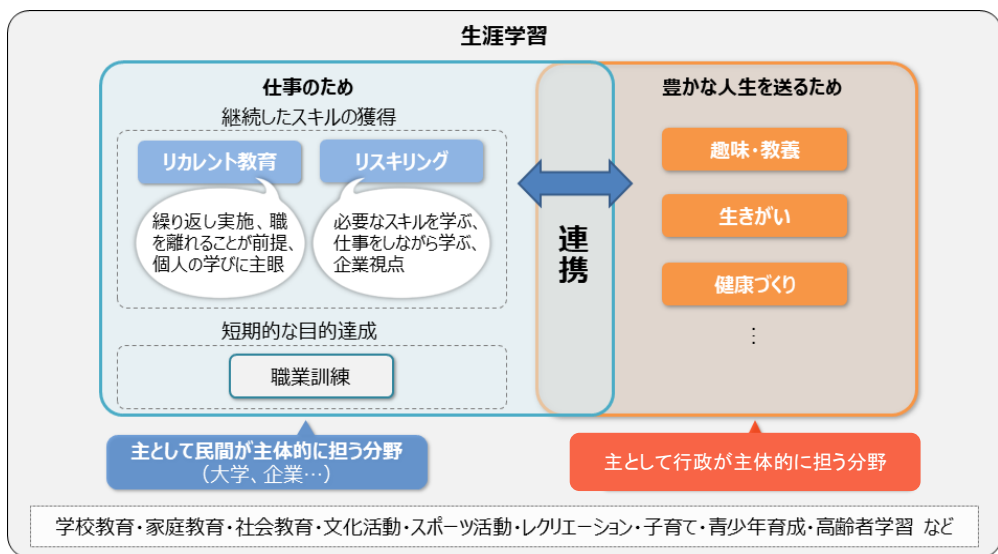 生涯学習
仕事のため
継続したスキルの獲得
リカレント教育
リスキリング
繰り返し実施、職
を離れることが前提、
個人の学びに主眼
必要なスキルを学ぶ、
仕事をしながら学ぶ、
企業視点
短期的な目的達成
職業訓練
連
携
豊かな人生を送るため
趣味・教養
生きがい
健康づくり
⋮
主として民間が主体的に担う分野
（大学、企業…）
主として行政が主体的に担う分野
学校教育・家庭教育・社会教育・文化活動・スポーツ活動・レクリエーション・子育て・青少年育成・高齢者学習 など